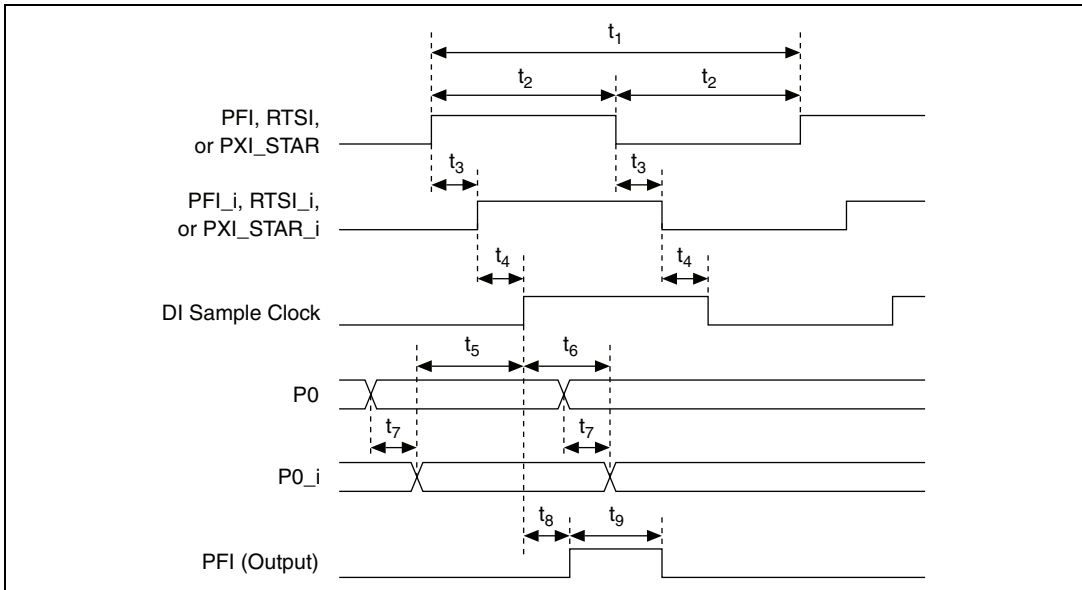 t1
t2 t2
PFI, RTSI,
or PXI_STAR
t3 t3
PFI_i, RTSI_i,
or PXI_STAR_i
t4 t4
DI Sample Clock
t5 t6
P0
t7 t7
P0_i
t8 t9
PFI (Output)